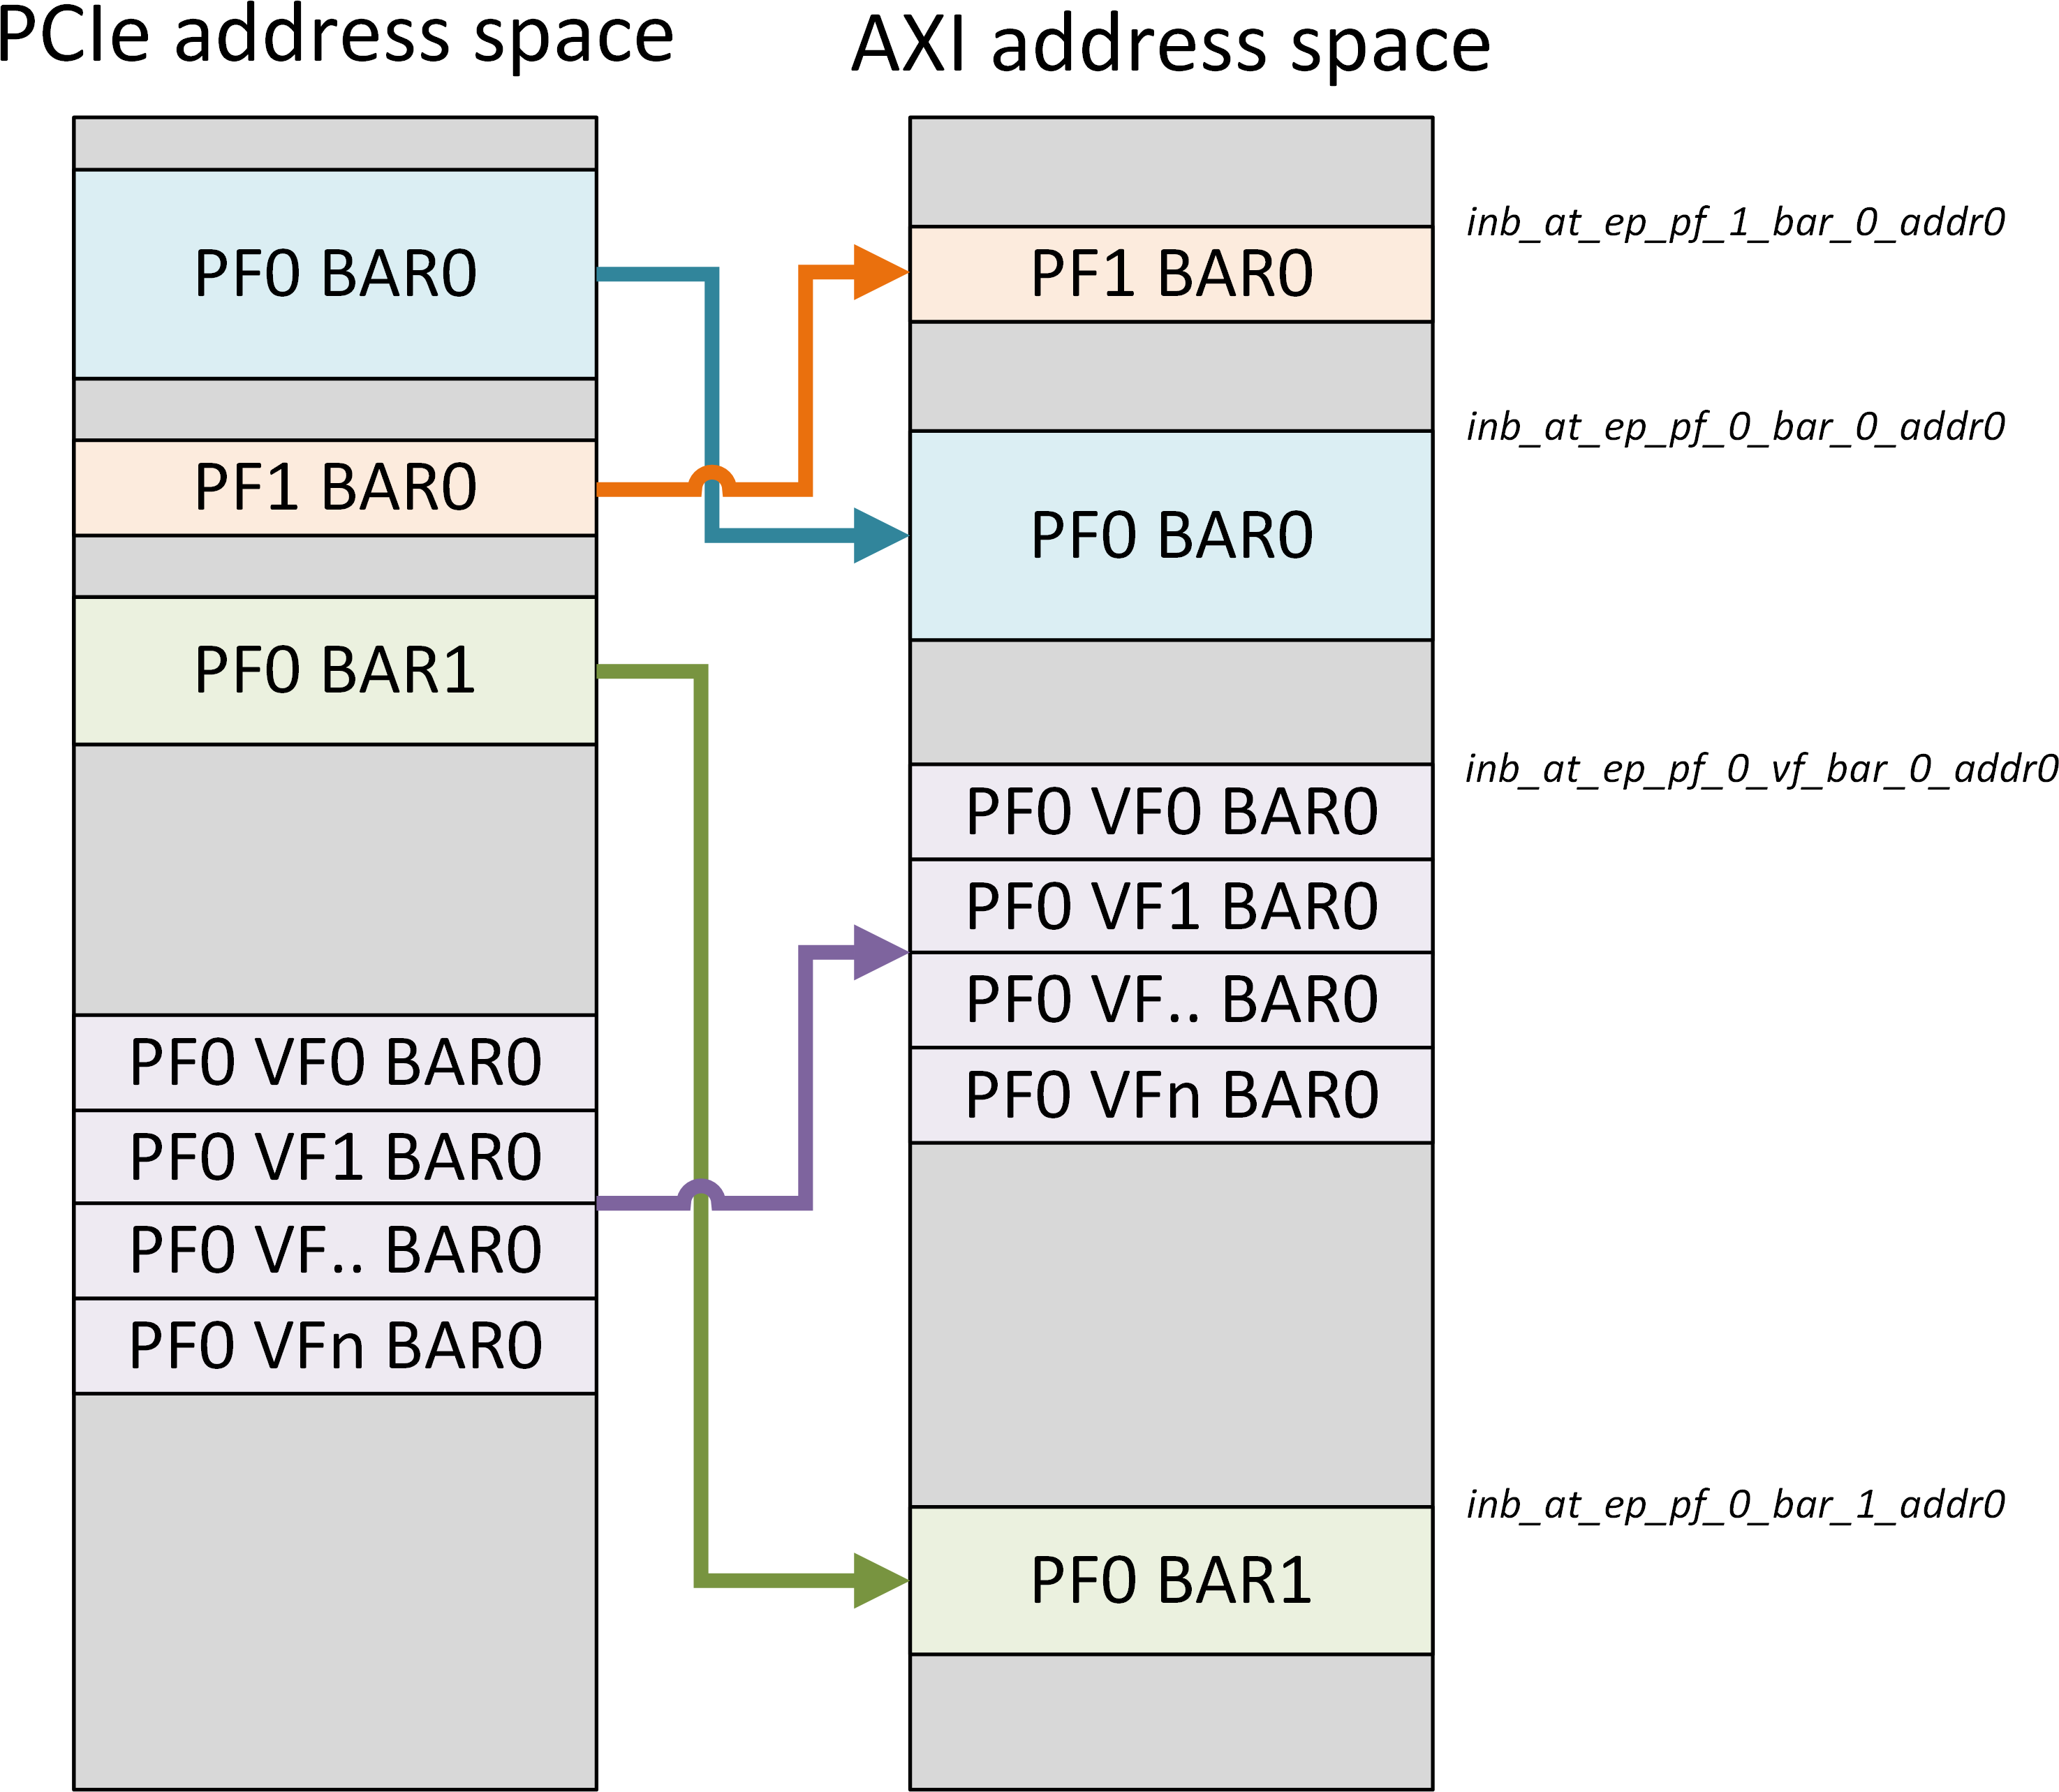 PCIe address space
AXI address space
PF0 BAR0
PF1 BAR0
PF0 BAR1
PF0 VF0 BAR0
PF0 VF1 BAR0
PF0 VF.. BAR0
PF0 VFn BAR0
PF1 BAR0
PF0 BAR0
PF0 VF0 BAR0
PF0 VF1 BAR0
PF0 VF.. BAR0
PF0 VFn BAR0
PF0 BAR1
inb_at_ep_pf_1_bar_0_addr0
inb_at_ep_pf_0_bar_0_addr0
inb_at_ep_pf_0_vf_bar_0_addr0
inb_at_ep_pf_0_bar_1_addr0